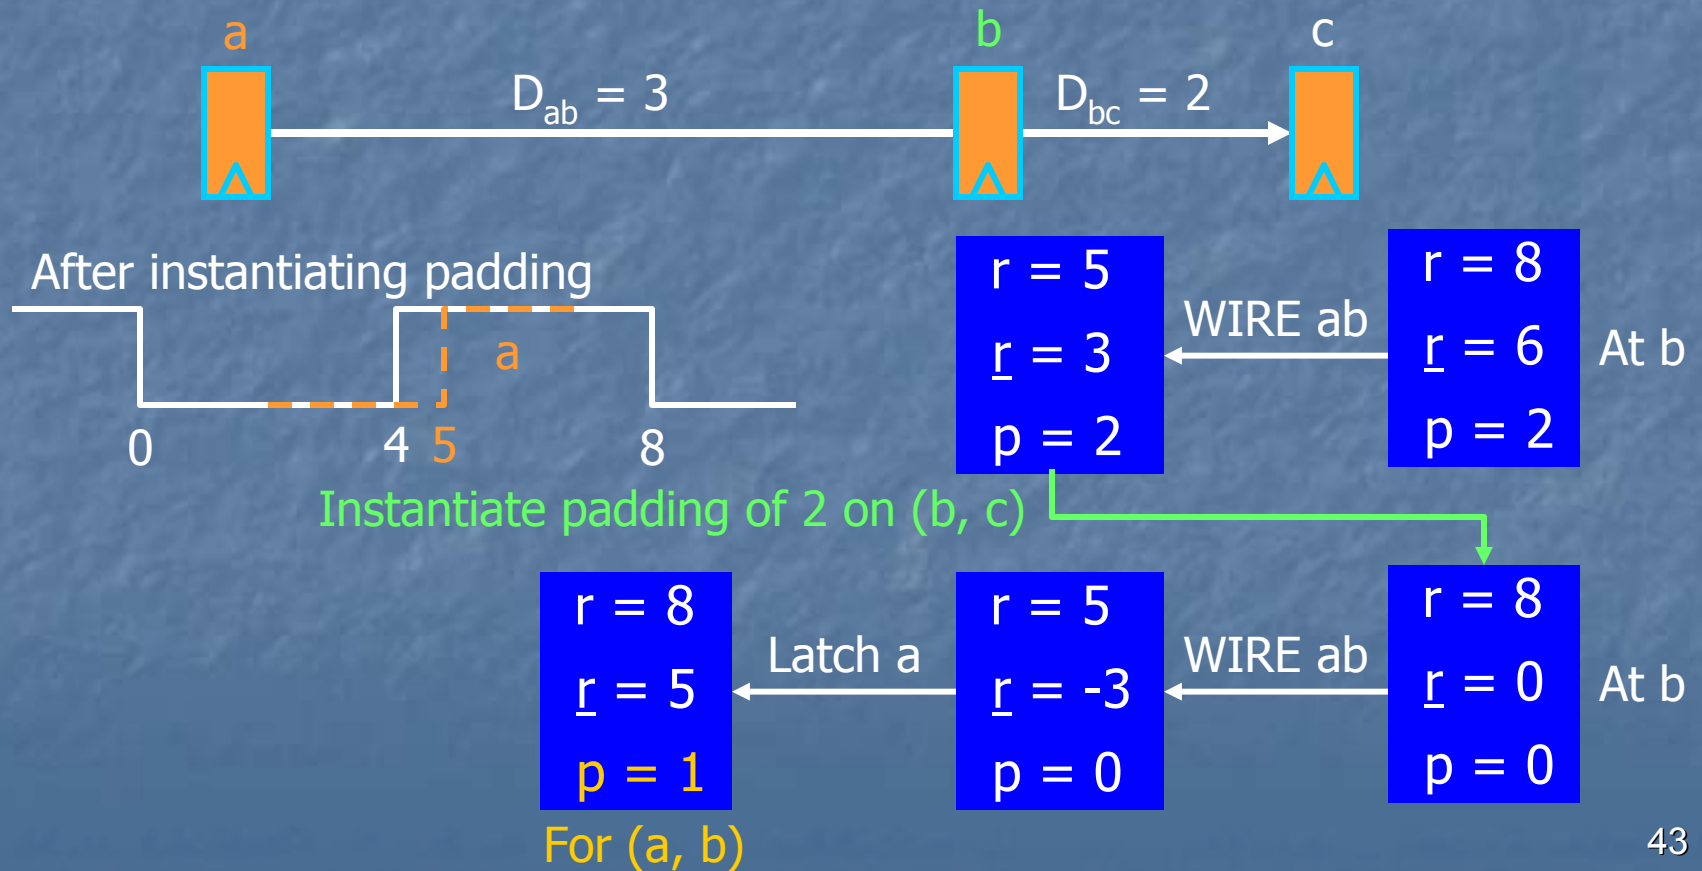 a
b
c
D_ab = 3
D_bc = 2
After instantiating padding
a
0
4
5
8
r = 5
r = 3
p = 2
WIRE ab
r = 8
r = 6
p = 2
At b
Instantiate padding of 2 on (b, c)
r = 8
r = 5
p = 1
For (a, b)
Latch a
r = 5
r = -3
p = 0
WIRE ab
r = 8
r = 0
p = 0
At b
43